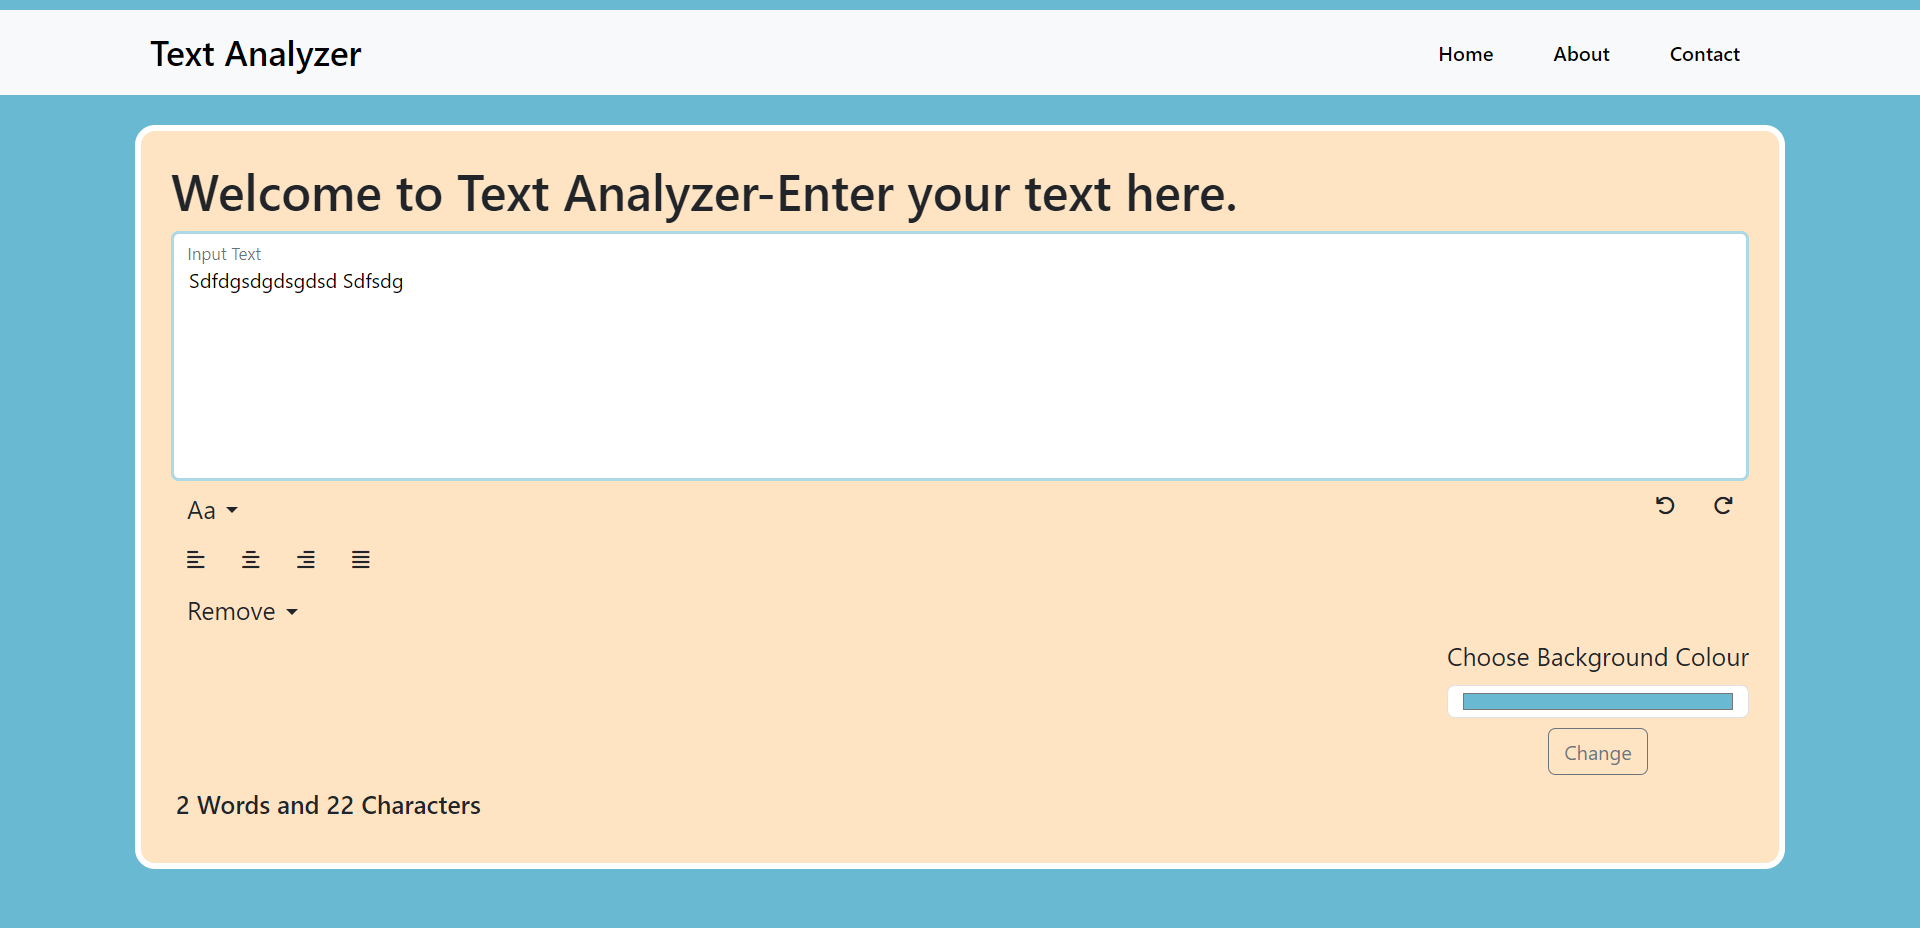 Text Analyzer
Home About Contact
Welcome to Text Analyzer-Enter your text here.
Input Text
Sdfdgsdgdsgdsd Sdfsdg
Aa
Remove
Choose Background Colour
Change
2 Words and 22 Characters